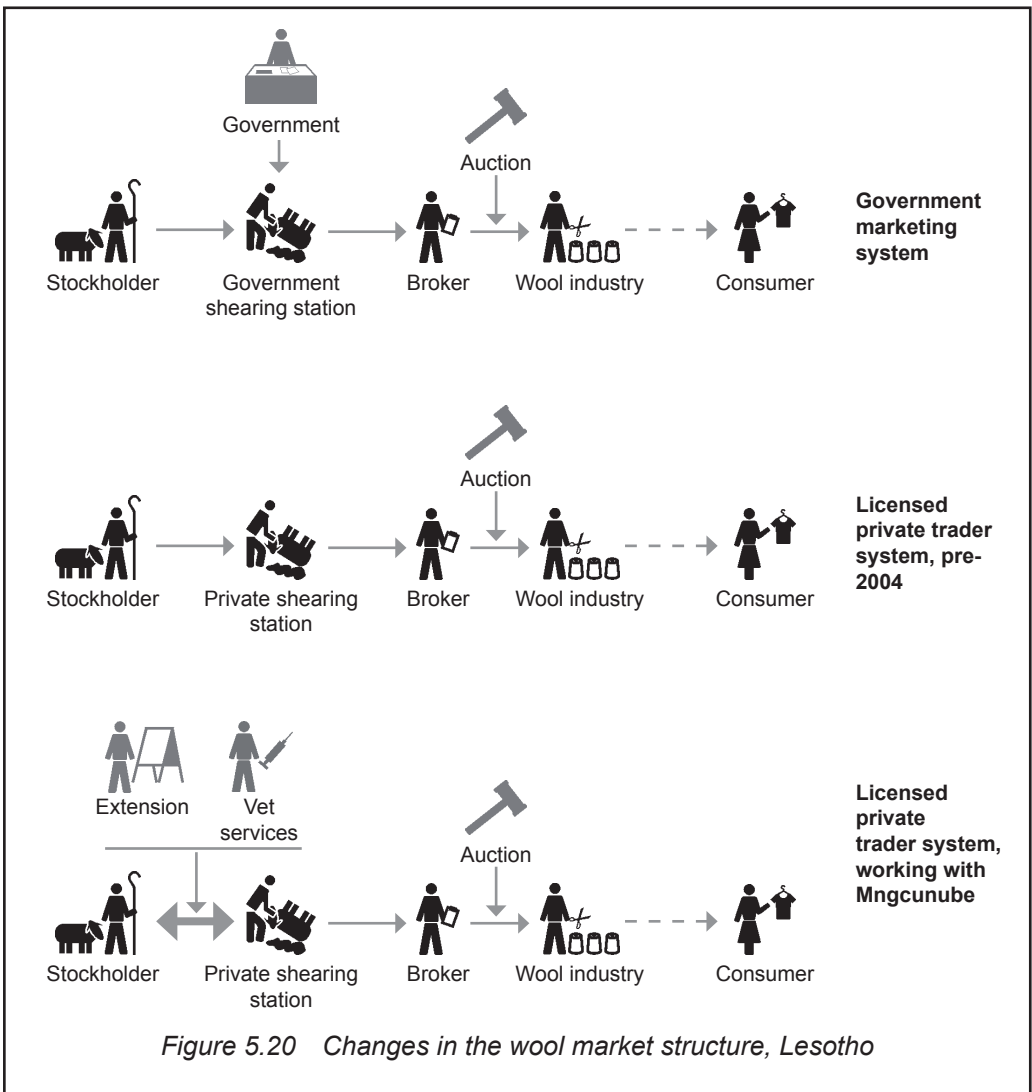 Government
Auction
Stockholder
Government
shearing station
Broker
Wool industry
Consumer
Government
marketing
system
Auction
Stockholder
Private shearing
station
Broker
Wool industry
Consumer
Licensed
private trader
system, pre-
2004
Extension
Vet
services
Auction
Stockholder
Private shearing
station
Broker
Wool industry
Consumer
Licensed
private
trader system,
working with
Mngcunube
Figure 5.20 Changes in the wool market structure, Lesotho